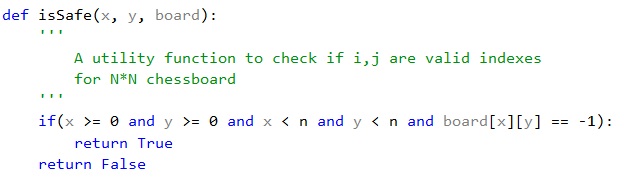 def isSafe(x, y, board):
    '''
        A utility function to check if i,j are valid indexes
        for N*N chessboard
    '''
    if(x >= 0 and y >= 0 and x < n and y < n and board[x][y] == -1):
        return True
    return False